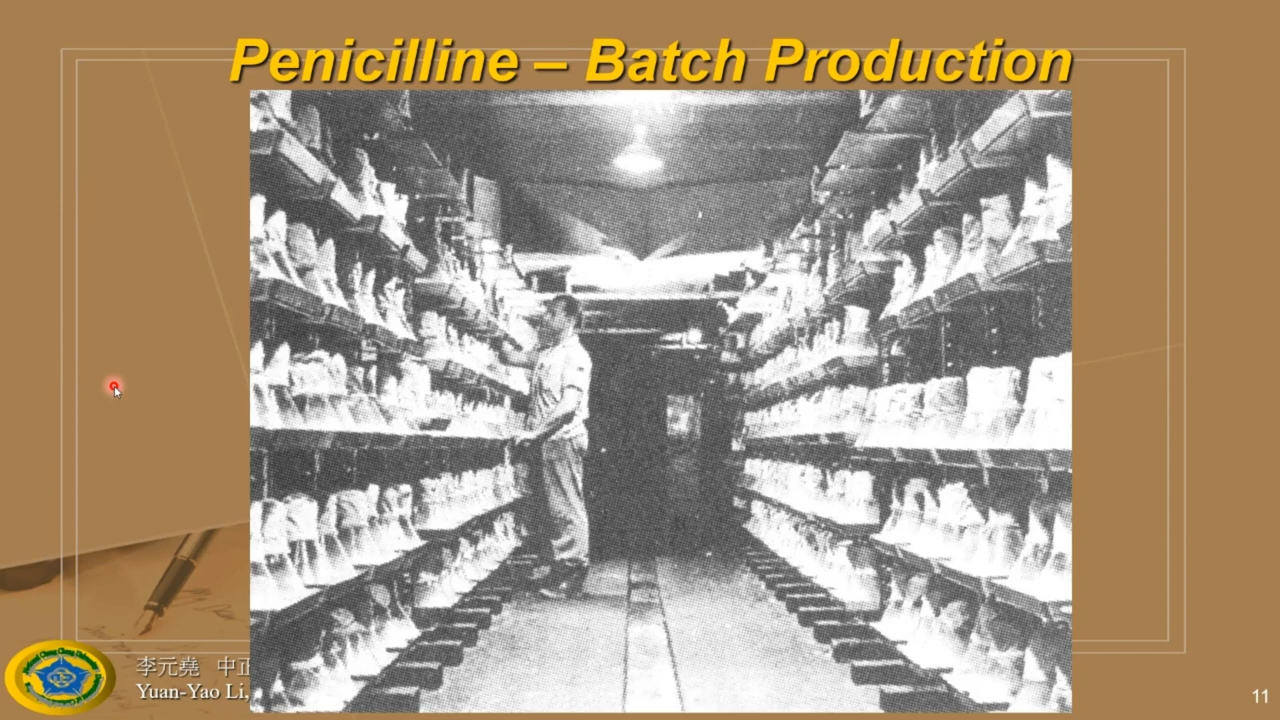 Penicilline – Batch Production
李元堯 中正
Yuan-Yao Li,
11